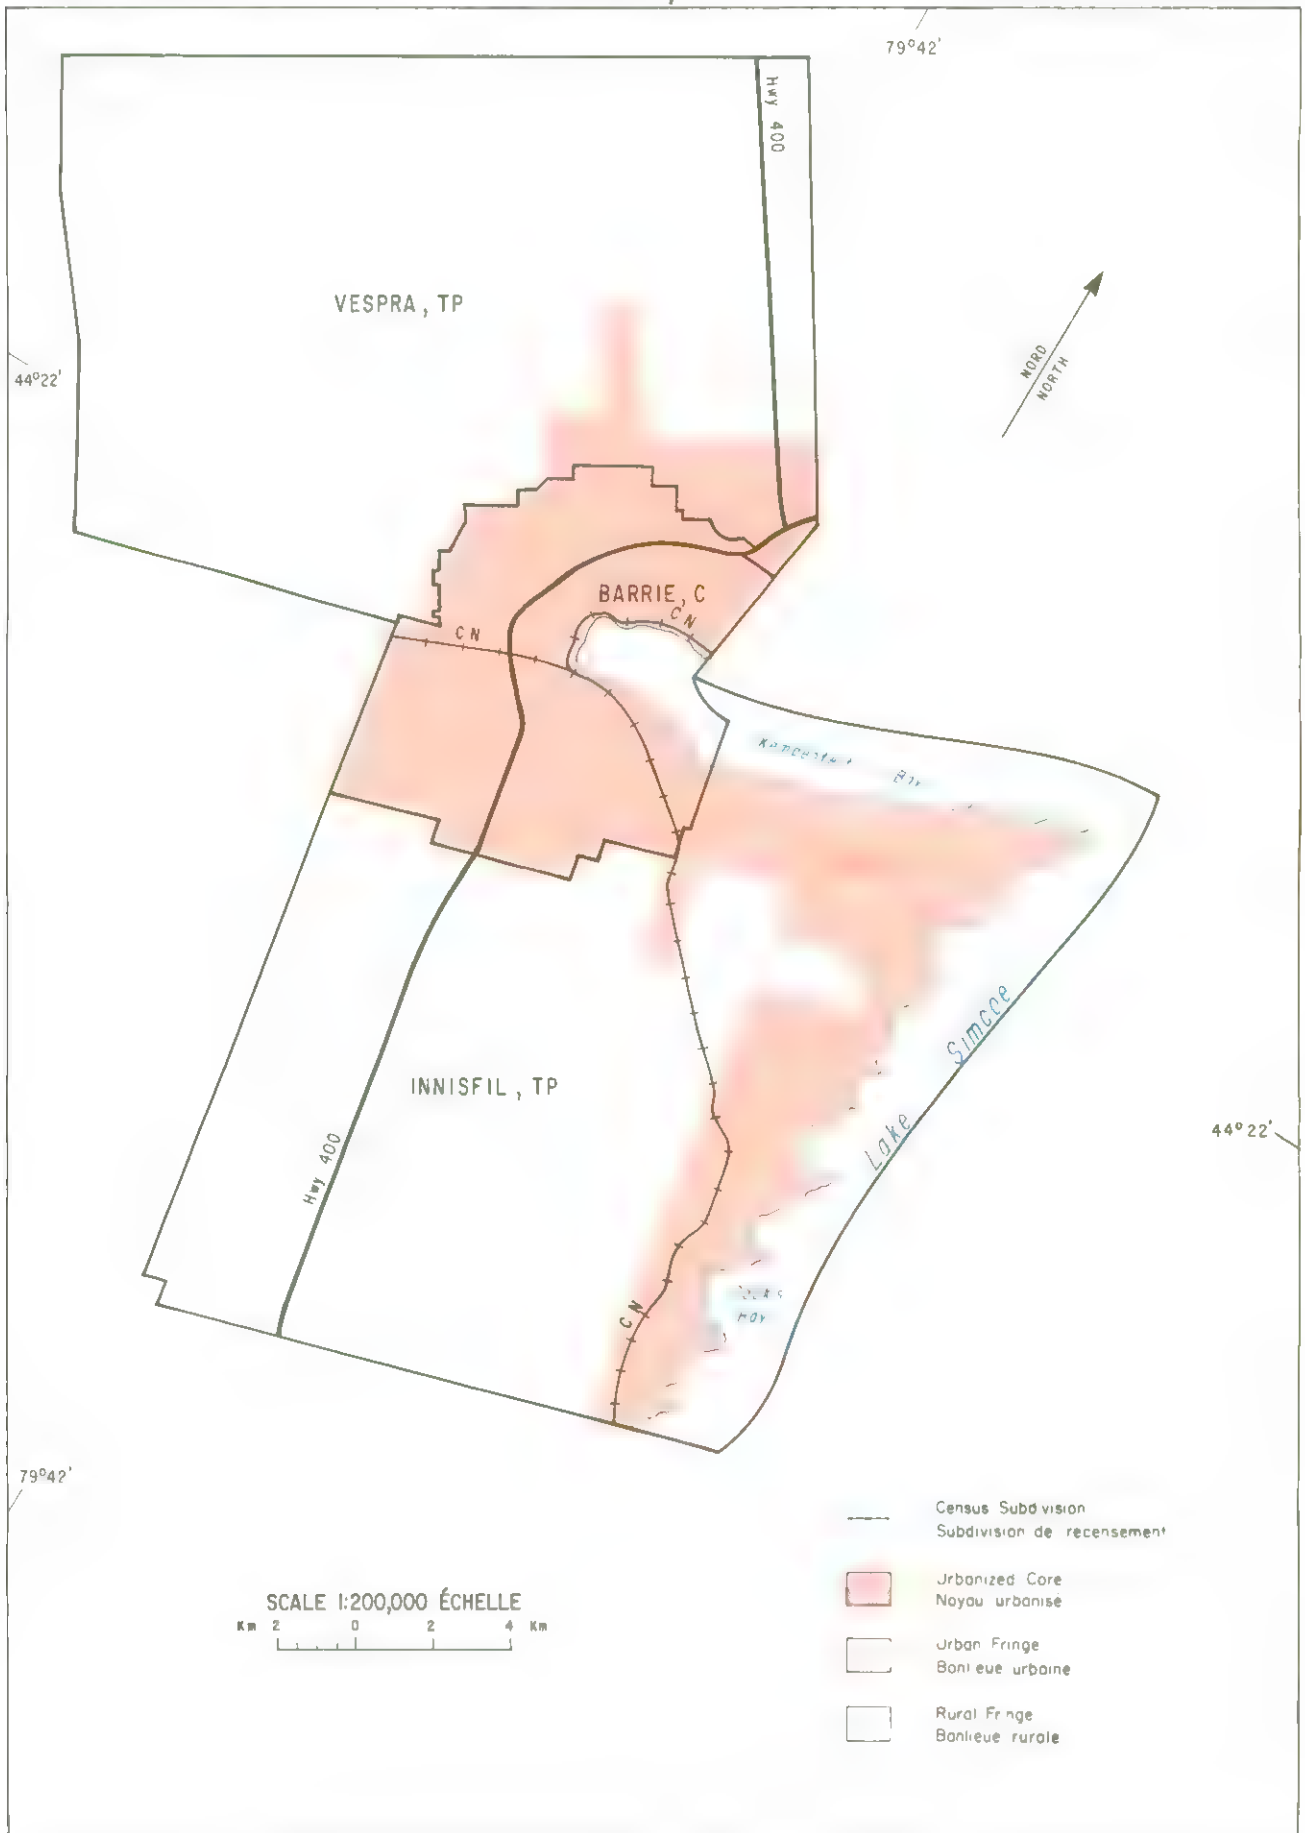 79°42'
Hwy 400
VESPRA, TP
44°22'
NORD
NORTH
BARRIE, C
CN
CN
Bay
Lake Simcoe
INNISFIL, TP
Hwy 400
44°22'
CN
79°42'
Census Subdivision
Subdivision de recensement
Urbanized Core
Noyau urbanisé
Urban Fringe
Banlieue urbaine
Rural Fringe
Banlieue rurale
SCALE 1:200,000 ÉCHELLE
Km 2 0 2 4 Km